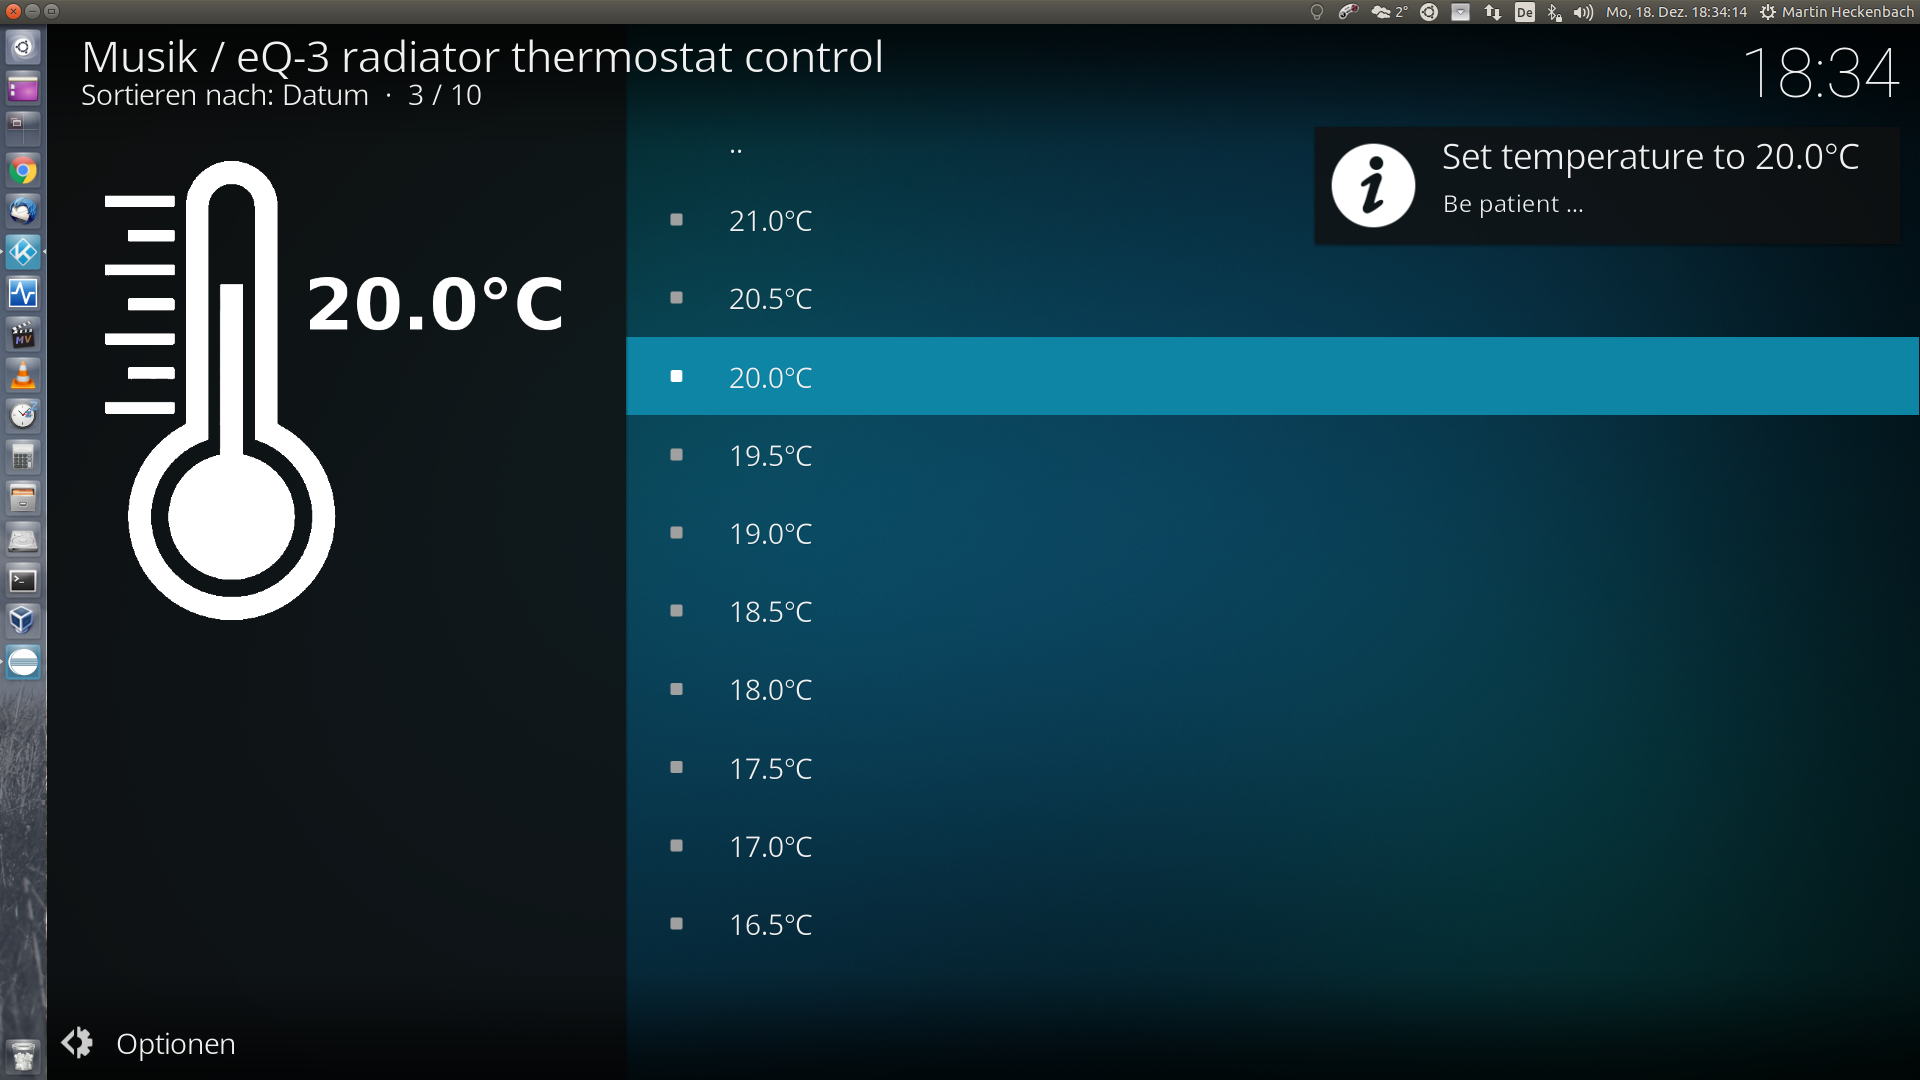 2°
De
Mo, 18. Dez. 18:34:14
Martin Heckenbach
Musik / eQ-3 radiator thermostat control
Sortieren nach: Datum · 3 / 10
18:34
Set temperature to 20.0°C
Be patient ...
20.0°C
..
21.0°C
20.5°C
20.0°C
19.5°C
19.0°C
18.5°C
18.0°C
17.5°C
17.0°C
16.5°C
MV
Optionen